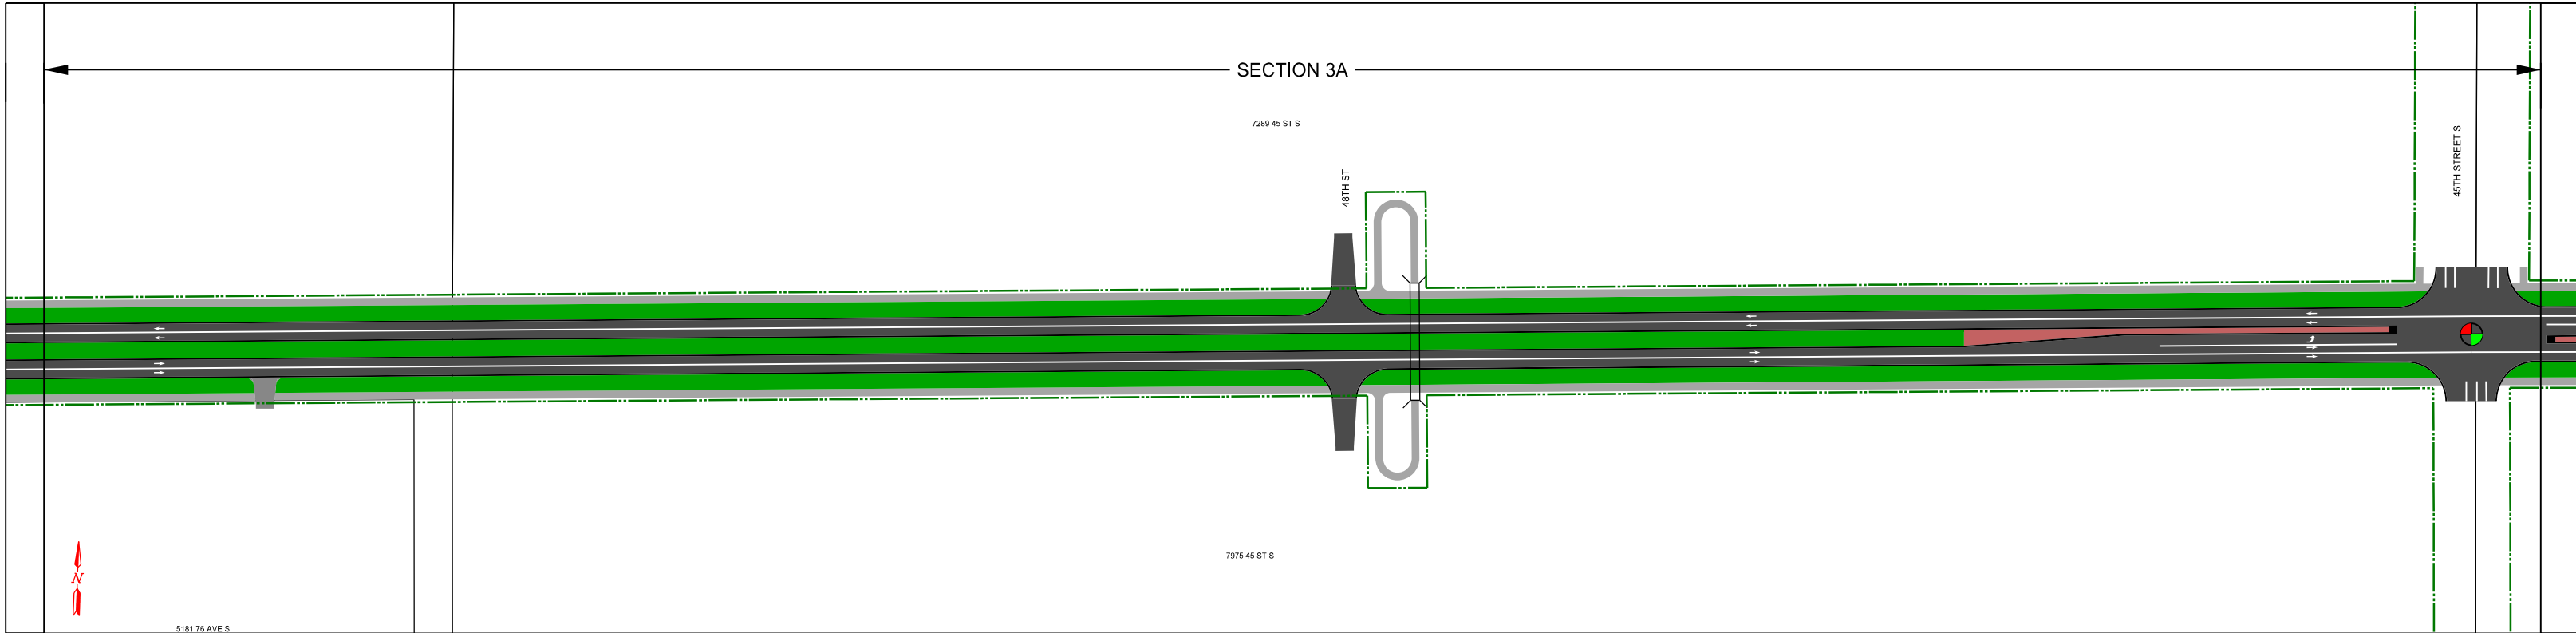 SECTION 3A
7289 45 ST S
48TH ST
45TH STREET S
7975 45 ST S
N
5181 76 AVE S